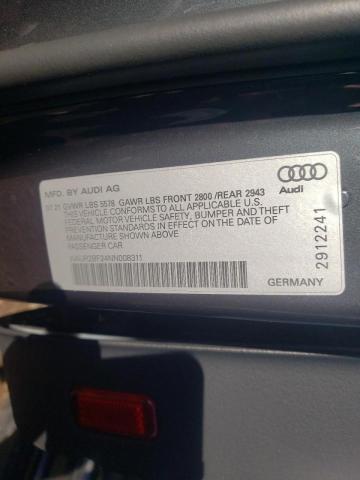 MFD. BY AUDI AG
07 21 GVWR LBS 5578 GAWR LBS FRONT 2800 /REAR 2943
THIS VEHICLE CONFORMS TO ALL APPLICABLE U.S.
FEDERAL MOTOR VEHICLE SAFETY, BUMPER AND THEFT
PREVENTION STANDARDS IN EFFECT ON THE DATE OF
MANUFACTURE SHOWN ABOVE
PASSENGER CAR
Audi
2912241
GERMANY